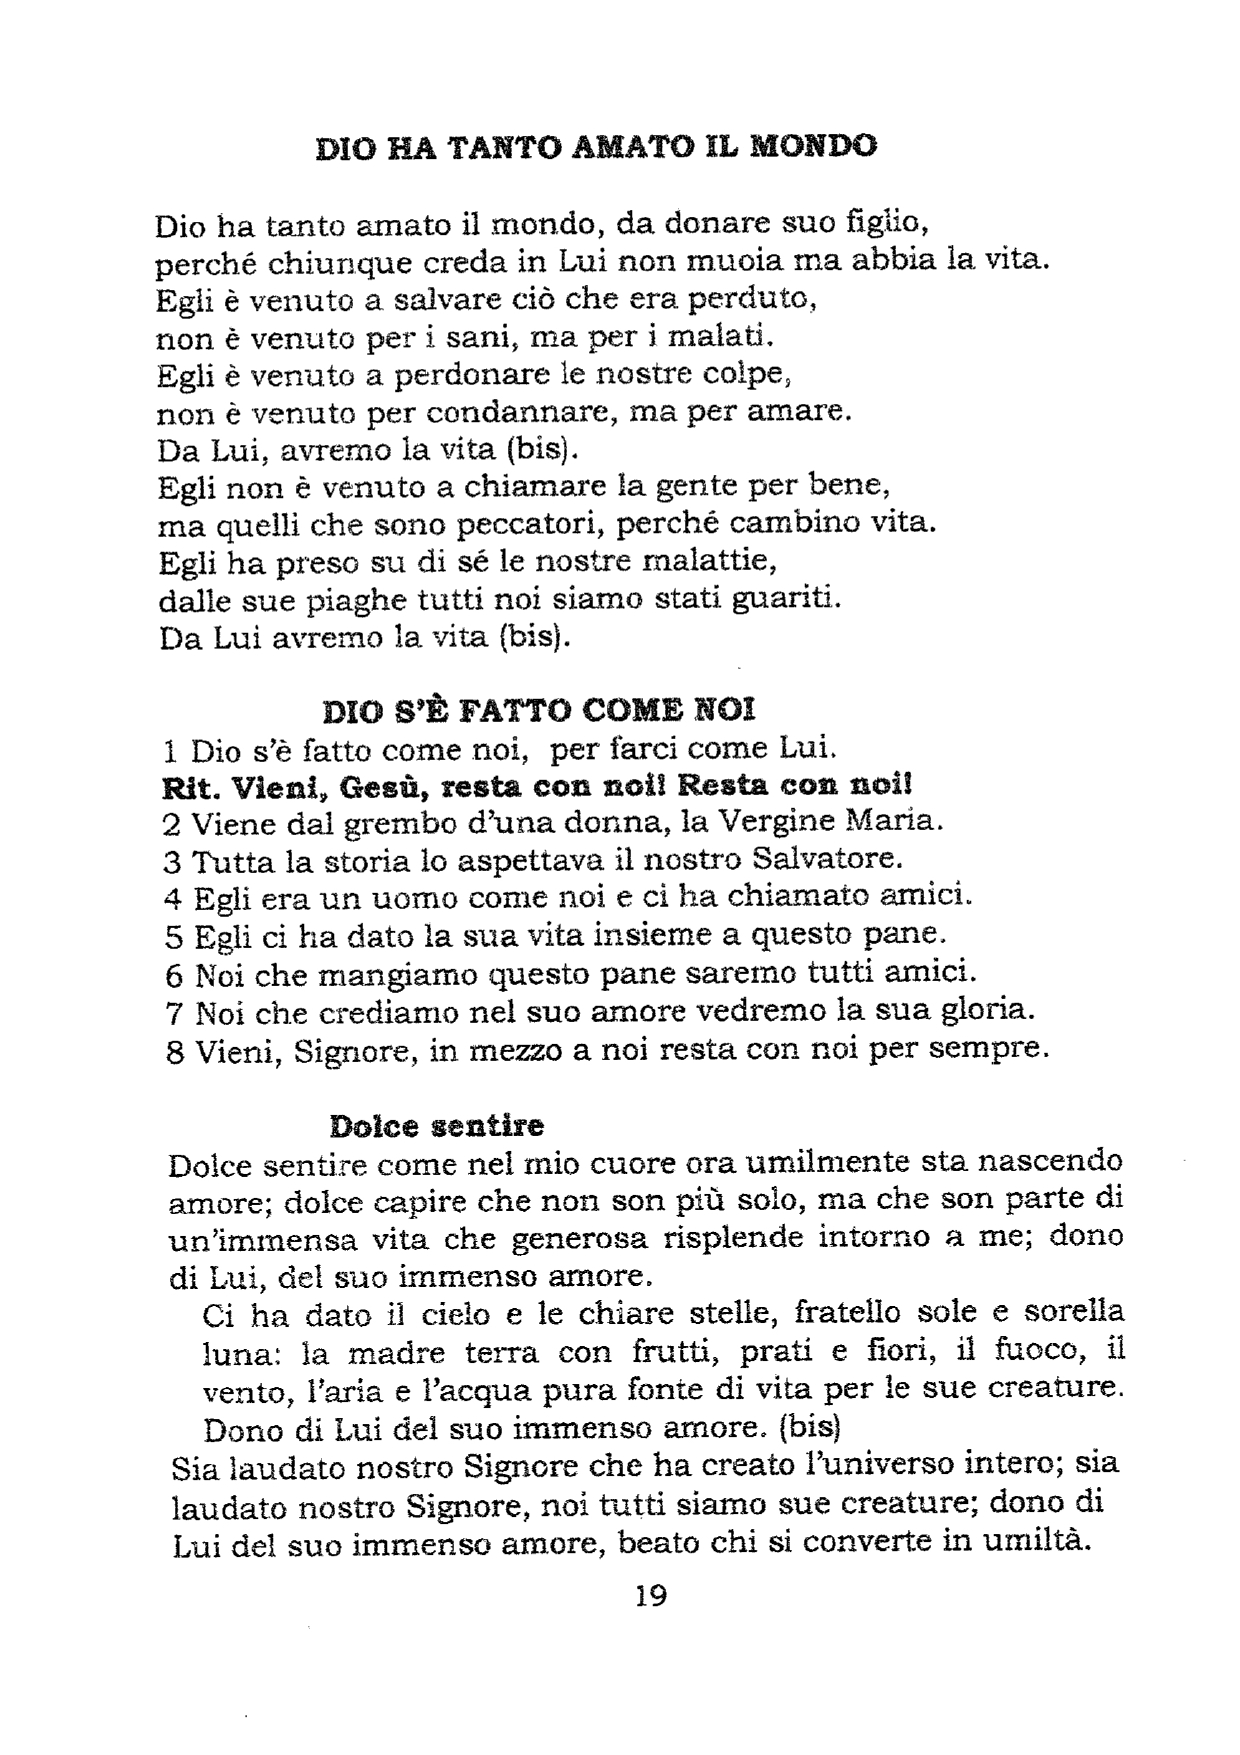 DIO HA TANTO AMATO IL MONDO
Dio ha tanto amato il mondo, da donare suo figlio,
perché chiunque creda in Lui non muoia ma abbia la vita.
Egli è venuto a salvare ciò che era perduto,
non è venuto per i sani, ma per i malati.
Egli è venuto a perdonare le nostre colpe,
non è venuto per condannare, ma per amare.
Da Lui, avremo la vita (bis).
Egli non è venuto a chiamare la gente per bene,
ma quelli che sono peccatori, perché cambino vita.
Egli ha preso su di sé le nostre malattie,
dalle sue piaghe tutti noi siamo stati guariti.
Da Lui avremo la vita (bis).
DIO S'È FATTO COME NOI
1 Dio s'è fatto come noi, per farci come Lui.
Rit. Vieni, Gesù, resta con noi! Resta con noi!
2 Viene dal grembo d'una donna, la Vergine Maria.
3 Tutta la storia lo aspettava il nostro Salvatore.
4 Egli era un uomo come noi e ci ha chiamato amici.
5 Egli ci ha dato la sua vita insieme a questo pane.
6 Noi che mangiamo questo pane saremo tutti amici.
7 Noi che crediamo nel suo amore vedremo la sua gloria.
8 Vieni, Signore, in mezzo a noi resta con noi per sempre.
Dolce sentire
Dolce sentire come nel mio cuore ora umilmente sta nascendo
amore; dolce capire che non son più solo, ma che son parte di
un'immensa vita che generosa risplende intorno a me; dono
di Lui, del suo immenso amore.
Ci ha dato il cielo e le chiare stelle, fratello sole e sorella
luna: la madre terra con frutti, prati e fiori, il fuoco, il
vento, l'aria e l'acqua pura fonte di vita per le sue creature.
Dono di Lui del suo immenso amore. (bis)
Sia laudato nostro Signore che ha creato l'universo intero; sia
laudato nostro Signore, noi tutti siamo sue creature; dono di
Lui del suo immenso amore, beato chi si converte in umiltà.
19